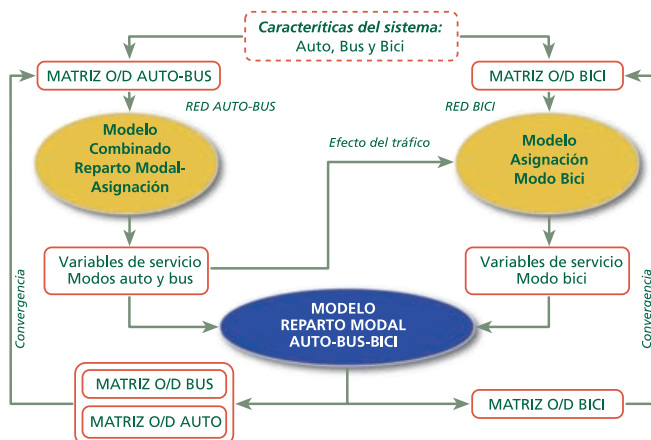 Caracteríticas del sistema:
Auto, Bus y Bici
MATRIZ O/D AUTO-BUS
MATRIZ O/D BICI
RED AUTO-BUS
RED BICI
Modelo
Combinado
Reparto Modal-
Asignación
Efecto del tráfico
Modelo
Asignación
Modo Bici
Variables de servicio
Modos auto y bus
Variables de servicio
Modo bici
Convergencia
Convergencia
MODELO
REPARTO MODAL
AUTO-BUS-BICI
MATRIZ O/D BUS
MATRIZ O/D AUTO
MATRIZ O/D BICI